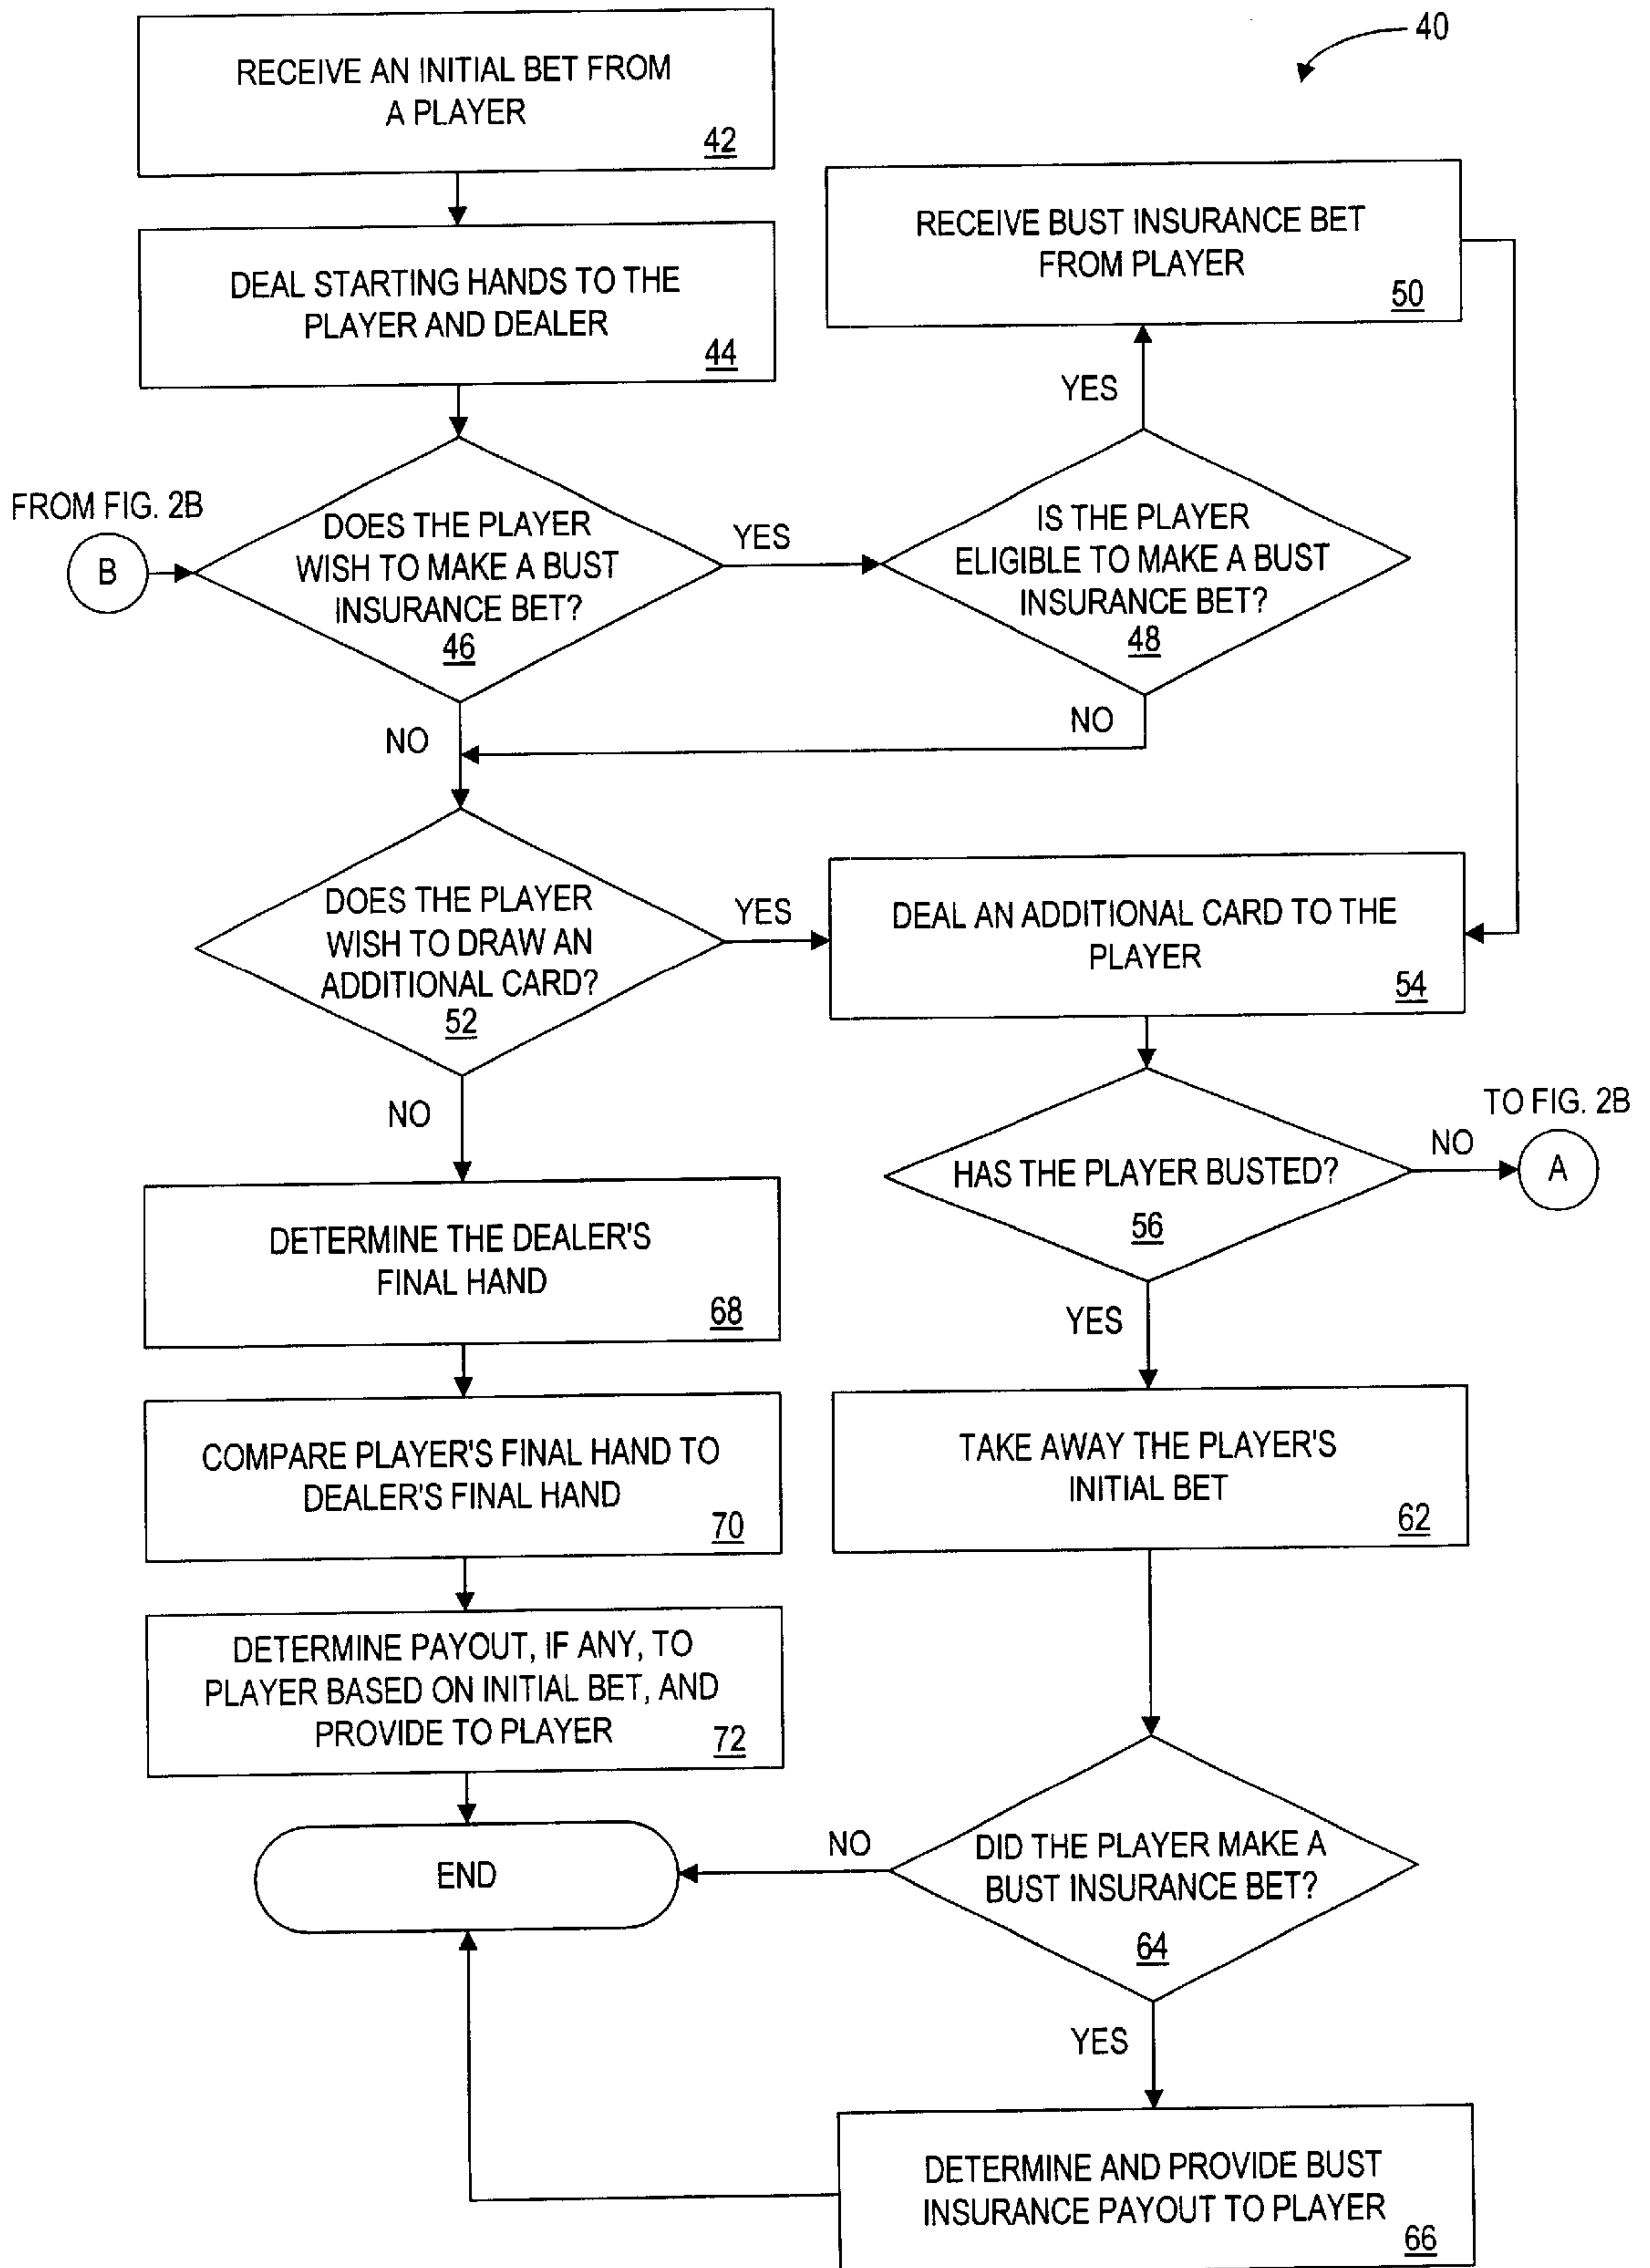 40
RECEIVE AN INITIAL BET FROM
A PLAYER
42
DEAL STARTING HANDS TO THE
PLAYER AND DEALER
44
RECEIVE BUST INSURANCE BET
FROM PLAYER
50
YES
FROM FIG. 2B
B
DOES THE PLAYER
WISH TO MAKE A BUST
INSURANCE BET?
46
YES
IS THE PLAYER
ELIGIBLE TO MAKE A BUST
INSURANCE BET?
48
NO
NO
DOES THE PLAYER
WISH TO DRAW AN
ADDITIONAL CARD?
52
YES
DEAL AN ADDITIONAL CARD TO THE
PLAYER
54
NO
HAS THE PLAYER BUSTED?
56
NO
TO FIG. 2B
A
YES
DETERMINE THE DEALER'S
FINAL HAND
68
COMPARE PLAYER'S FINAL HAND TO
DEALER'S FINAL HAND
70
TAKE AWAY THE PLAYER'S
INITIAL BET
62
DETERMINE PAYOUT, IF ANY, TO
PLAYER BASED ON INITIAL BET, AND
PROVIDE TO PLAYER
72
END
NO
DID THE PLAYER MAKE A
BUST INSURANCE BET?
64
YES
DETERMINE AND PROVIDE BUST
INSURANCE PAYOUT TO PLAYER
66